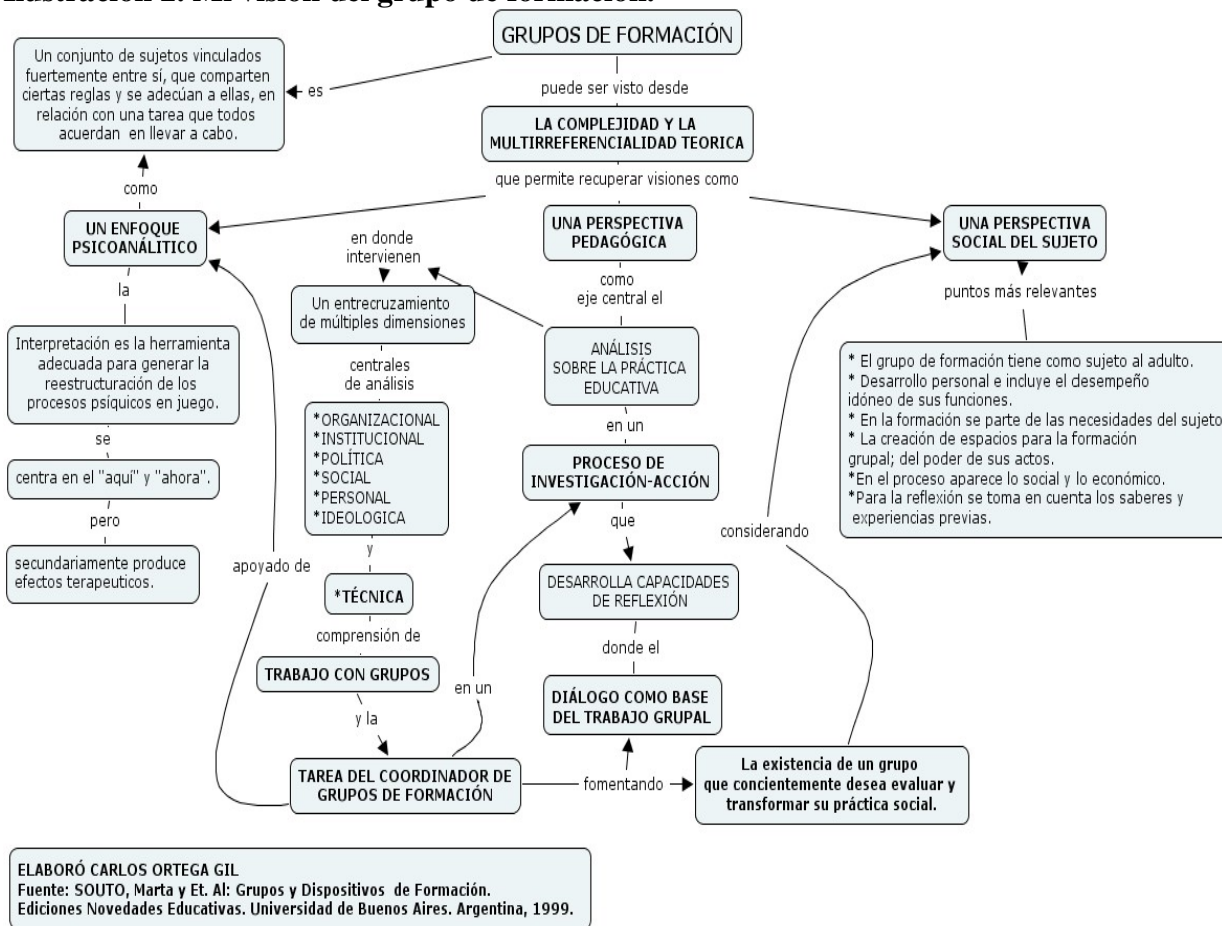 Ilustración 2. Mi visión del grupo de formación.
GRUPOS DE FORMACIÓN
Un conjunto de sujetos vinculados
fuertemente entre sí, que comparten
ciertas reglas y se adecúan a ellas, en
relación con una tarea que todos
acuerdan en llevar a cabo.
es
puede ser visto desde
LA COMPLEJIDAD Y LA
MULTIRREFERENCIALIDAD TEORICA
que permite recuperar visiones como
como
UN ENFOQUE
PSICOANÁLITICO
UNA PERSPECTIVA
PEDAGÓGICA
UNA PERSPECTIVA
SOCIAL DEL SUJETO
la
Interpretación es la herramienta
adecuada para generar la
reestructuración de los
procesos psíquicos en juego.
se
centra en el "aquí" y "ahora".
pero
secundariamente produce
efectos terapeuticos.
en donde
intervienen
Un entrecruzamiento
de múltiples dimensiones
centrales
de análisis
*ORGANIZACIONAL
*INSTITUCIONAL
*POLÍTICA
*SOCIAL
*PERSONAL
*IDEOLOGICA
y
*TÉCNICA
comprensión de
TRABAJO CON GRUPOS
y la
TAREA DEL COORDINADOR DE
GRUPOS DE FORMACIÓN
apoyado de
en un
fomentando
como
eje central el
ANÁLISIS
SOBRE LA PRÁCTICA
EDUCATIVA
en un
PROCESO DE
INVESTIGACIÓN-ACCIÓN
que
DESARROLLA CAPACIDADES
DE REFLEXIÓN
donde el
DIÁLOGO COMO BASE
DEL TRABAJO GRUPAL
La existencia de un grupo
que concientemente desea evaluar y
transformar su práctica social.
considerando
puntos más relevantes
* El grupo de formación tiene como sujeto al adulto.
* Desarrollo personal e incluye el desempeño
idóneo de sus funciones.
* En la formación se parte de las necesidades del sujeto
* La creación de espacios para la formación
grupal; del poder de sus actos.
*En el proceso aparece lo social y lo económico.
*Para la reflexión se toma en cuenta los saberes y
experiencias previas.
ELABORÓ CARLOS ORTEGA GIL
Fuente: SOUTO, Marta y Et. Al: Grupos y Dispositivos de Formación.
Ediciones Novedades Educativas. Universidad de Buenos Aires. Argentina, 1999.